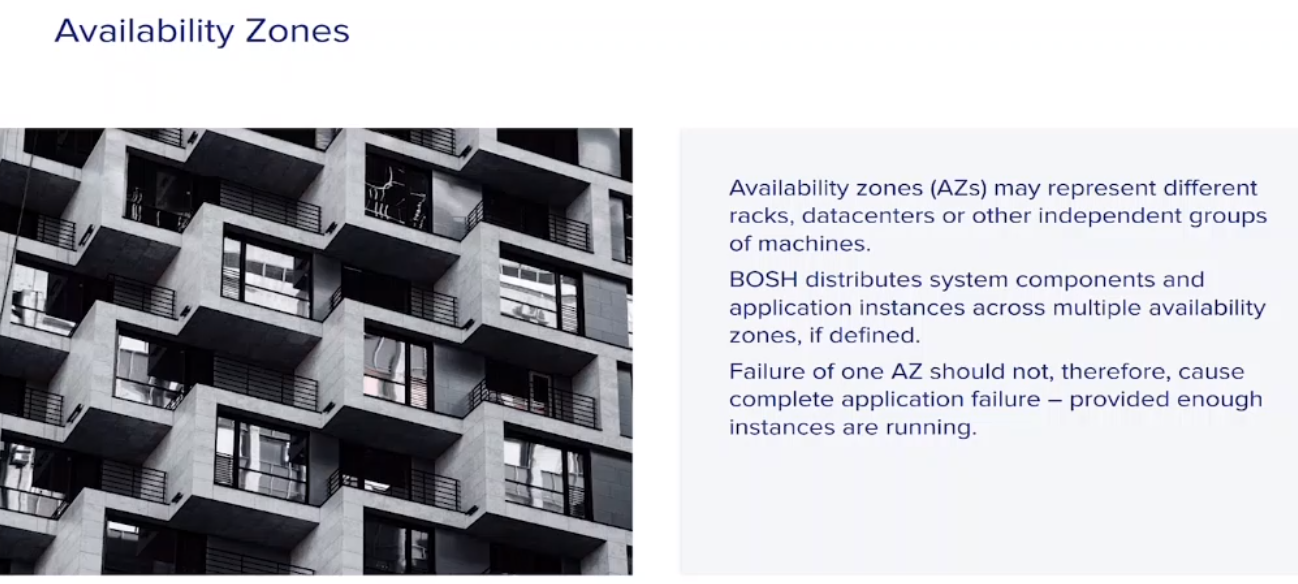 Availability Zones
Availability zones (AZs) may represent different
racks, datacenters or other independent groups
of machines.
BOSH distributes system components and
application instances across multiple availability
zones, if defined.
Failure of one AZ should not, therefore, cause
complete application failure – provided enough
instances are running.